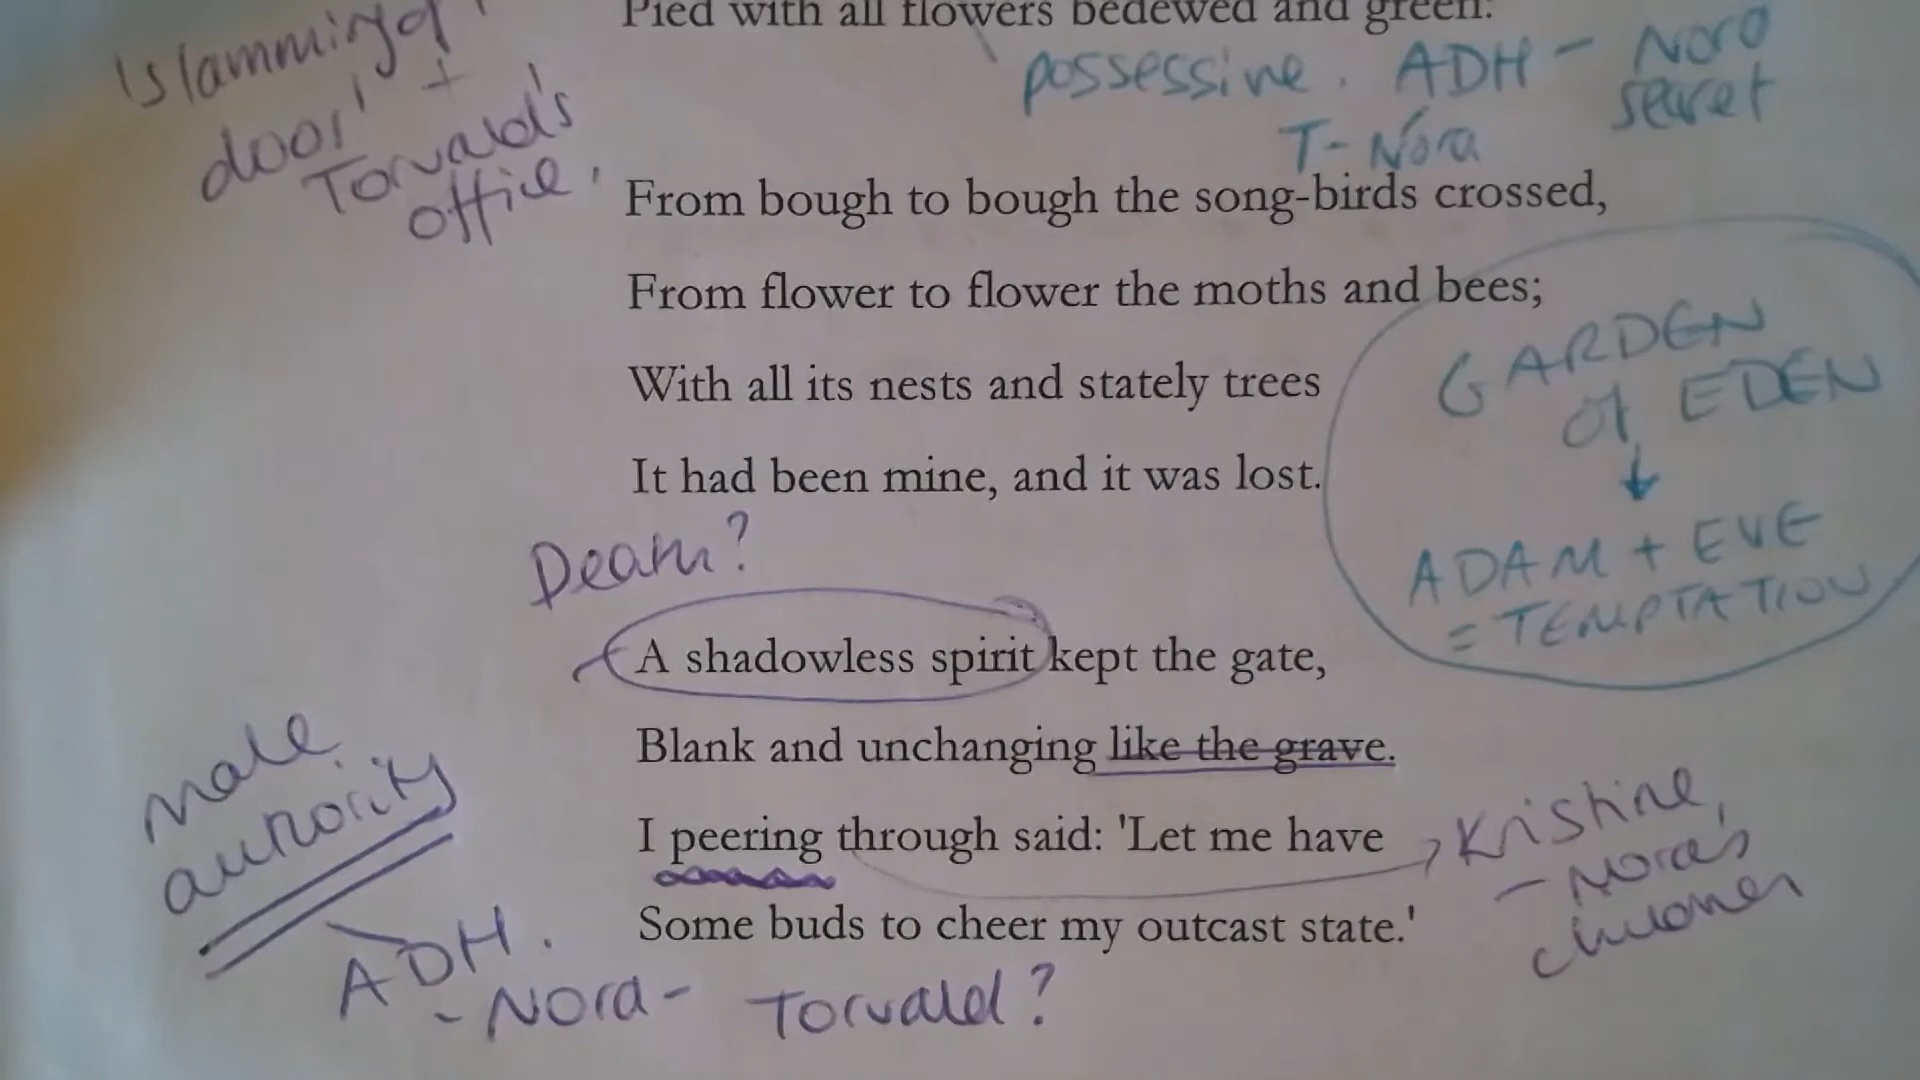 'Slamming of
door' +
Torvald's
office.
Pied with all flowers bedewed and green.
possessive. ADH - Nora
secret
T- Nora
From bough to bough the song-birds crossed,
From flower to flower the moths and bees;
With all its nests and stately trees
It had been mine, and it was lost.
GARDEN
of EDEN
ADAM + EVE
= TEMPTATION
Death?
A shadowless spirit kept the gate,
Blank and unchanging like the grave.
I peering through said: 'Let me have
Some buds to cheer my outcast state.'
Male
authority
ADH.
- Nora - Torvald?
Kristine,
- Nora's
children